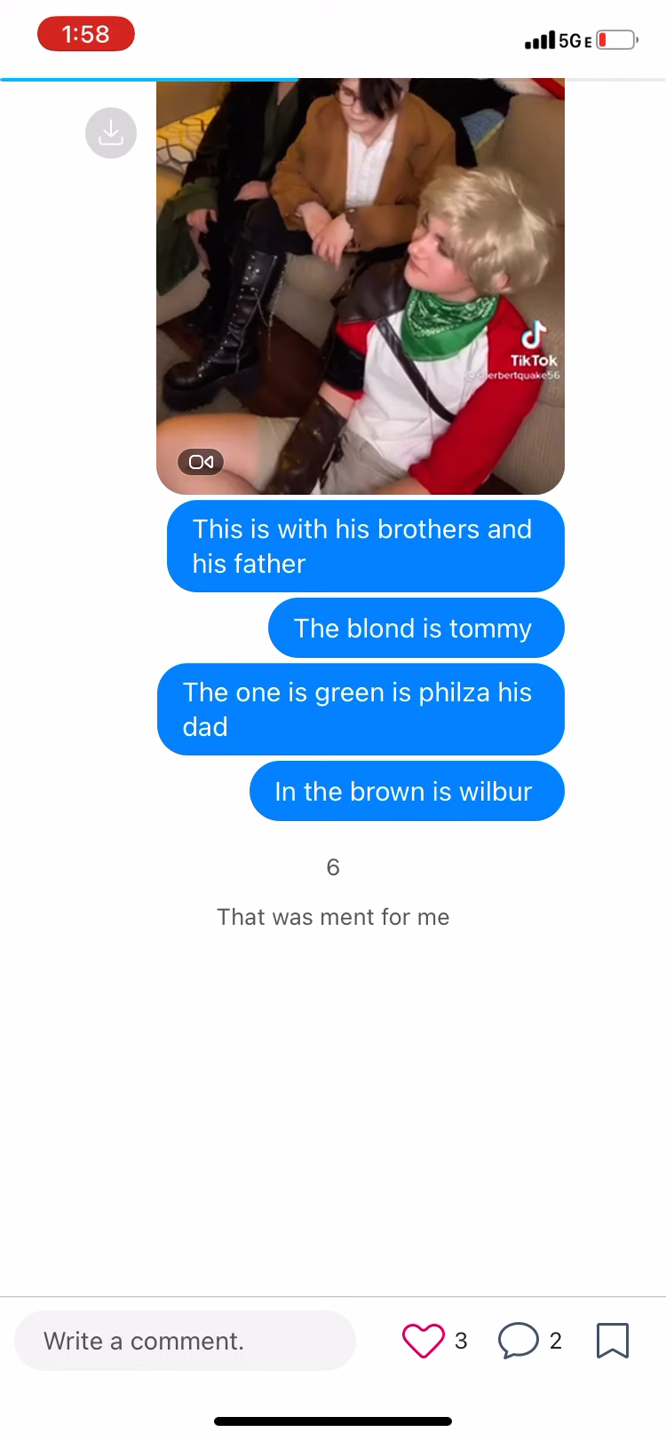 1:58
5GE
TikTok
This is with his brothers and
his father
The blond is tommy
The one is green is philza his
dad
In the brown is wilbur
6
That was ment for me
Write a comment.
3
2